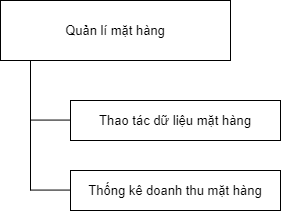 Quản lí mặt hàng
Thao tác dữ liệu mặt hàng
Thống kê doanh thu mặt hàng